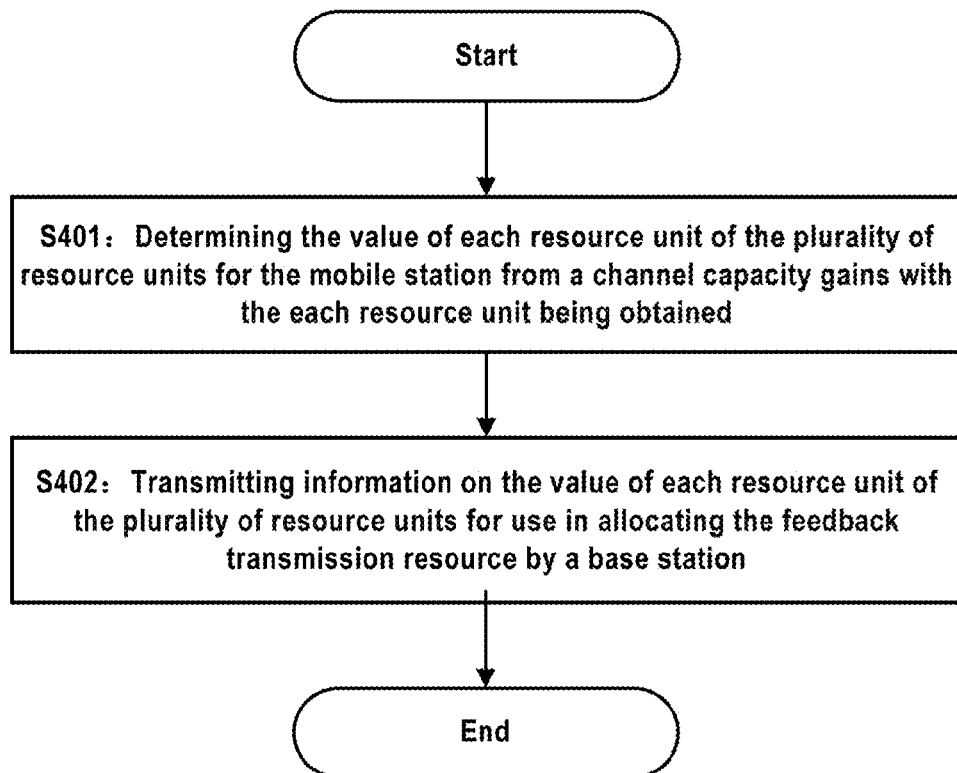 Start
S401：Determining the value of each resource unit of the plurality of
resource units for the mobile station from a channel capacity gains with
the each resource unit being obtained
S402：Transmitting information on the value of each resource unit of
the plurality of resource units for use in allocating the feedback
transmission resource by a base station
End